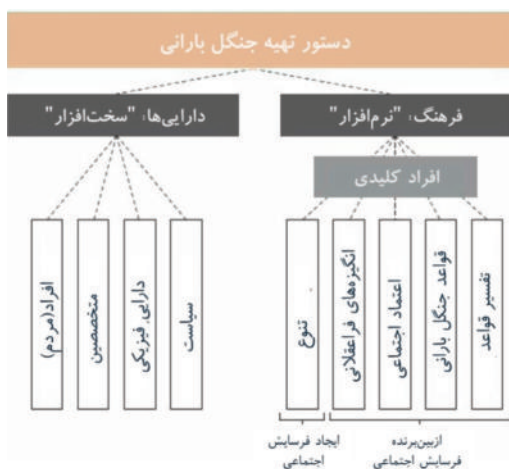 دستور تهیه جنگل بارانی
فرهنگ: "نرم‌افزار"
دارایی‌ها: "سخت‌افزار"
افراد کلیدی
تفسیر قواعد
قواعد جنگل بارانی
اعتماد اجتماعی
انگیزه‌های فراعقلانی
تنوع
سیاست
دارایی فیزیکی
متخصصین
افراد(مردم)
ازبین‌برنده
فرسایش اجتماعی
ایجاد فرسایش
اجتماعی